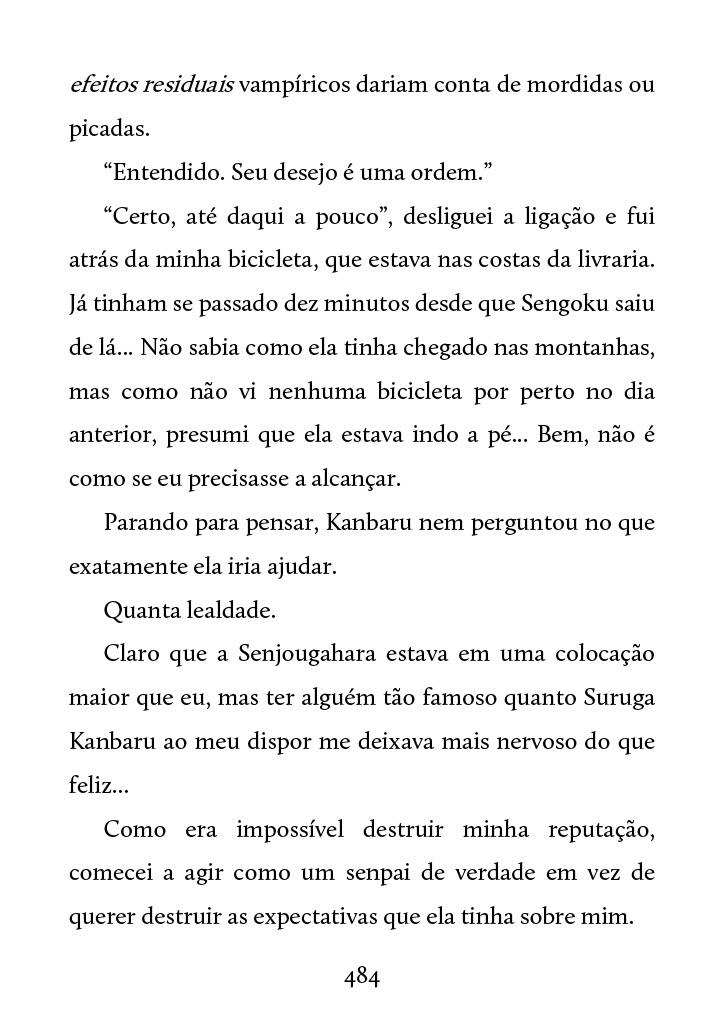 efeitos residuais vampíricos dariam conta de mordidas ou
picadas.
“Entendido. Seu desejo é uma ordem.”
“Certo, até daqui a pouco”, desliguei a ligação e fui
atrás da minha bicicleta, que estava nas costas da livraria.
Já tinham se passado dez minutos desde que Sengoku saiu
de lá... Não sabia como ela tinha chegado nas montanhas,
mas como não vi nenhuma bicicleta por perto no dia
anterior, presumi que ela estava indo a pé... Bem, não é
como se eu precisasse a alcançar.
Parando para pensar, Kanbaru nem perguntou no que
exatamente ela iria ajudar.
Quanta lealdade.
Claro que a Senjougahara estava em uma colocação
maior que eu, mas ter alguém tão famoso quanto Suruga
Kanbaru ao meu dispor me deixava mais nervoso do que
feliz...
Como era impossível destruir minha reputação,
comecei a agir como um senpai de verdade em vez de
querer destruir as expectativas que ela tinha sobre mim.
484